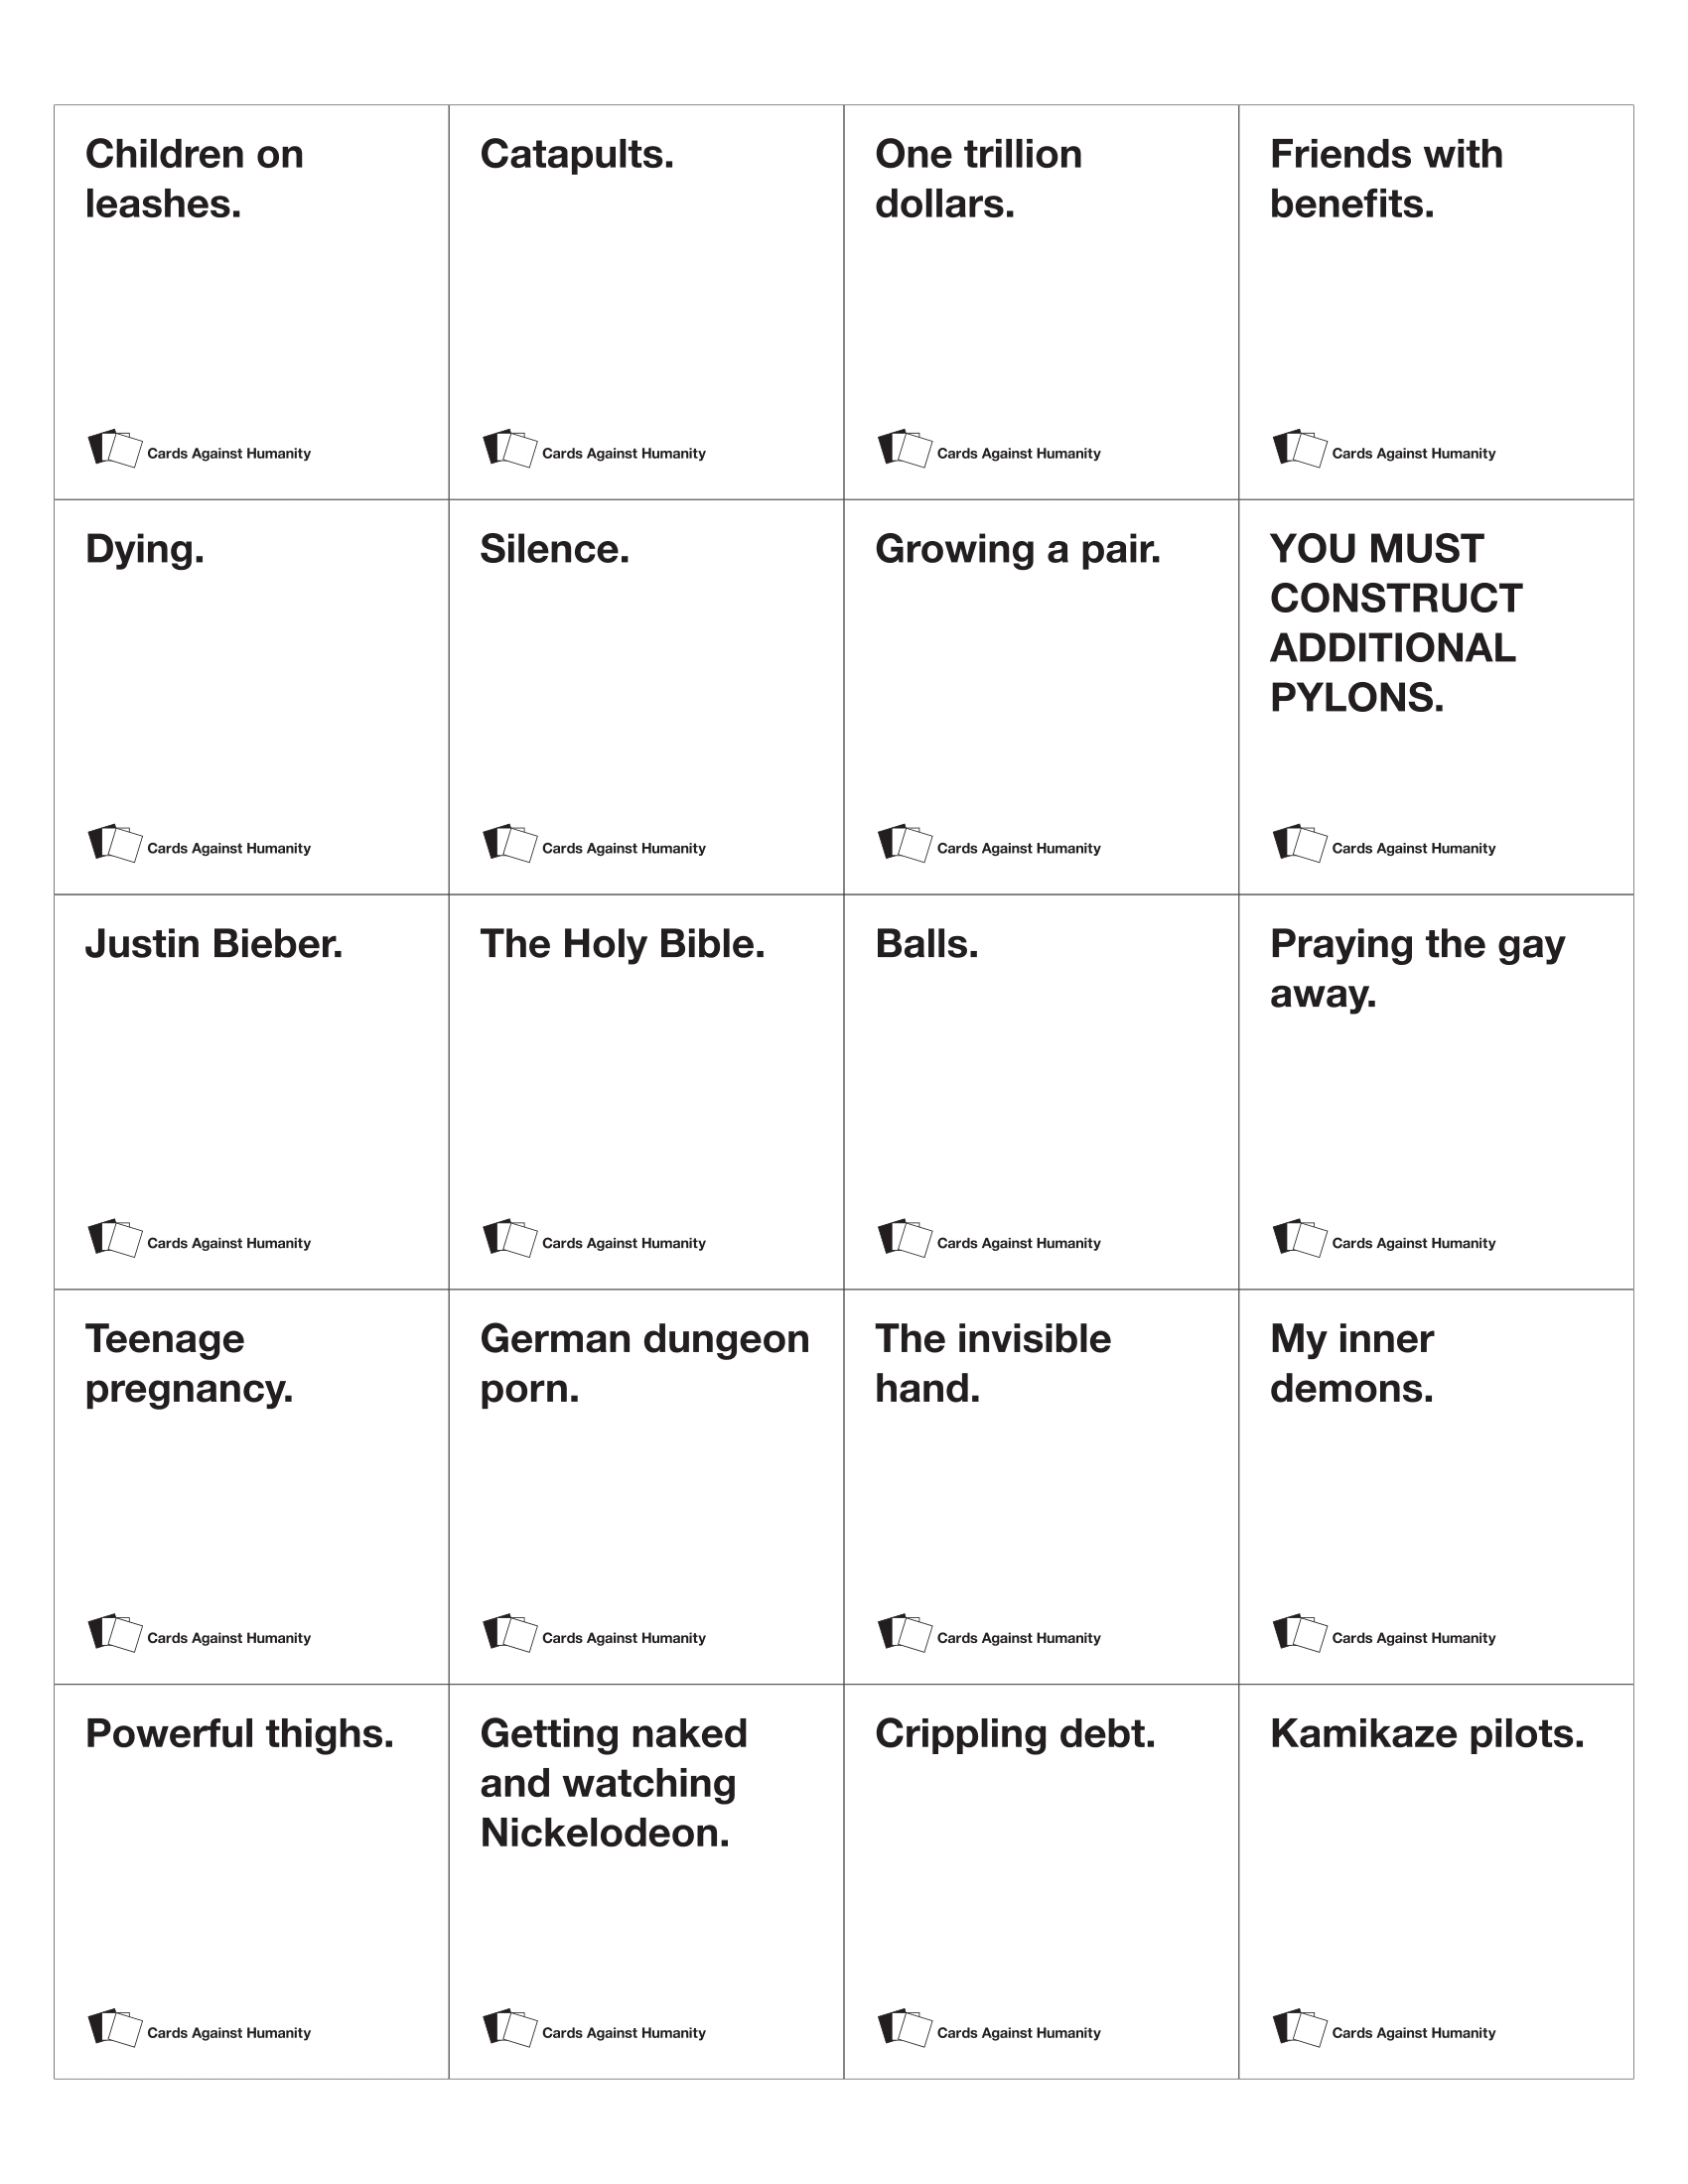 Children on
leashes.
Cards Against Humanity
Catapults.
Cards Against Humanity
One trillion
dollars.
Cards Against Humanity
Friends with
benefits.
Cards Against Humanity
Dying.
Cards Against Humanity
Silence.
Cards Against Humanity
Growing a pair.
Cards Against Humanity
YOU MUST
CONSTRUCT
ADDITIONAL
PYLONS.
Cards Against Humanity
Justin Bieber.
Cards Against Humanity
The Holy Bible.
Cards Against Humanity
Balls.
Cards Against Humanity
Praying the gay
away.
Cards Against Humanity
Teenage
pregnancy.
Cards Against Humanity
German dungeon
porn.
Cards Against Humanity
The invisible
hand.
Cards Against Humanity
My inner
demons.
Cards Against Humanity
Powerful thighs.
Cards Against Humanity
Getting naked
and watching
Nickelodeon.
Cards Against Humanity
Crippling debt.
Cards Against Humanity
Kamikaze pilots.
Cards Against Humanity